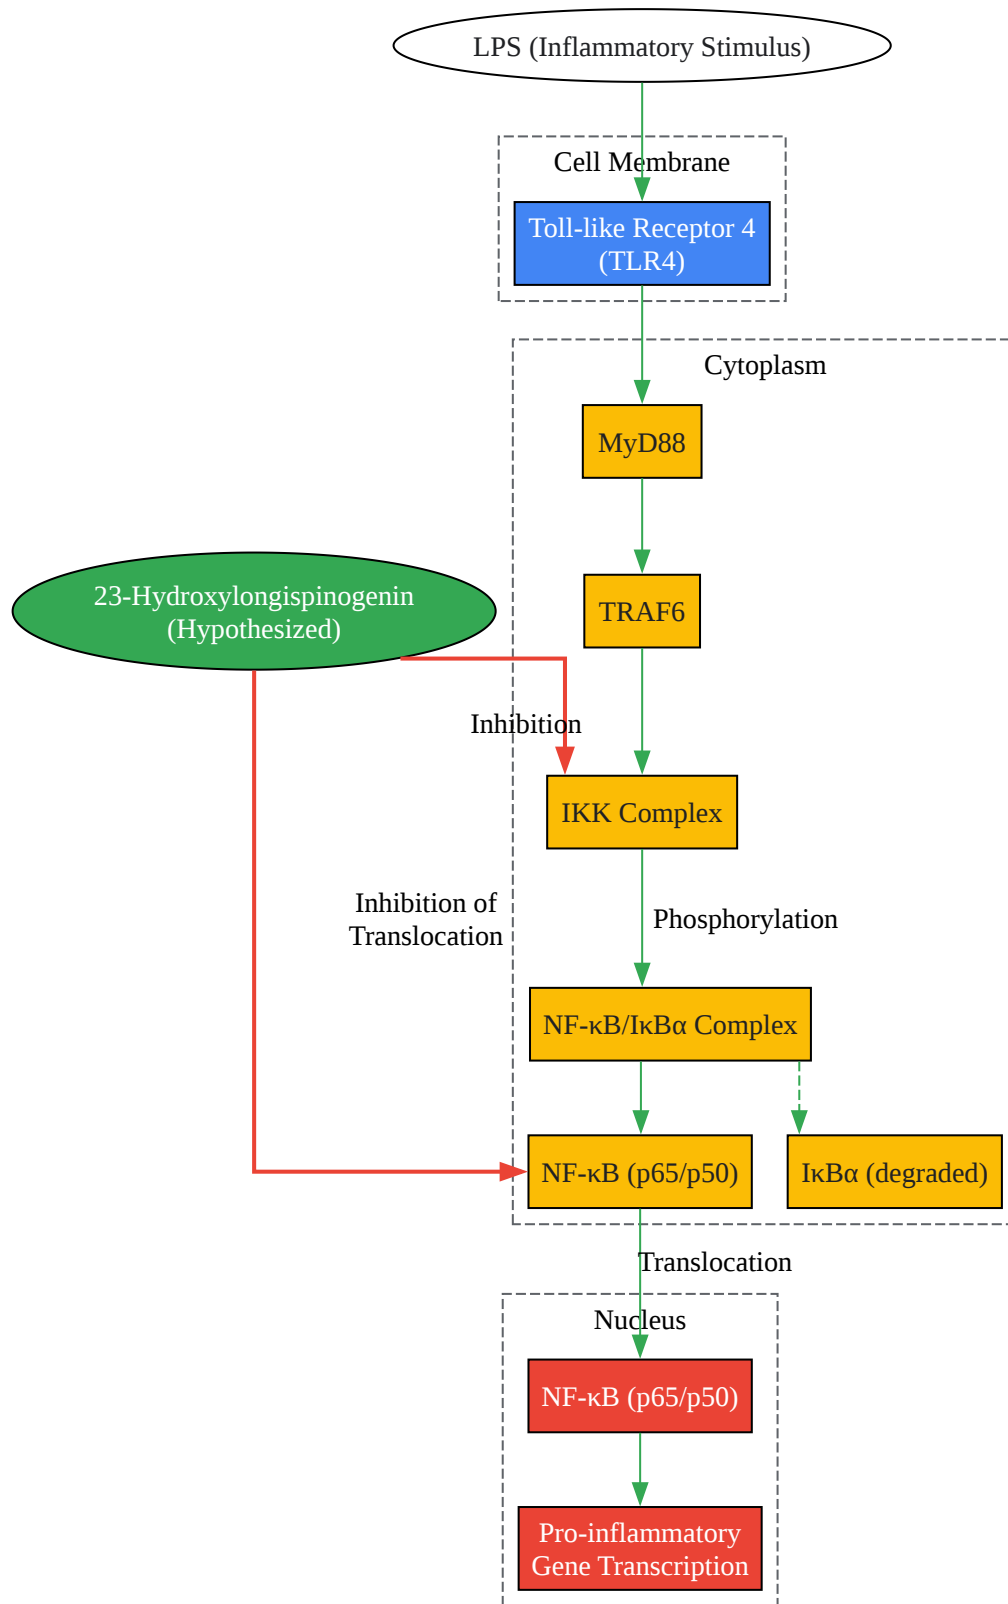 LPS (Inflammatory Stimulus)
Cell Membrane
Toll-like Receptor 4
(TLR4)
Cytoplasm
MyD88
23-Hydroxylongispinogenin
(Hypothesized)
TRAF6
Inhibition
IKK Complex
Inhibition of
Translocation
Phosphorylation
NF-κB/IκBα Complex
NF-κB (p65/p50)
IκBα (degraded)
Translocation
Nucleus
NF-κB (p65/p50)
Pro-inflammatory
Gene Transcription